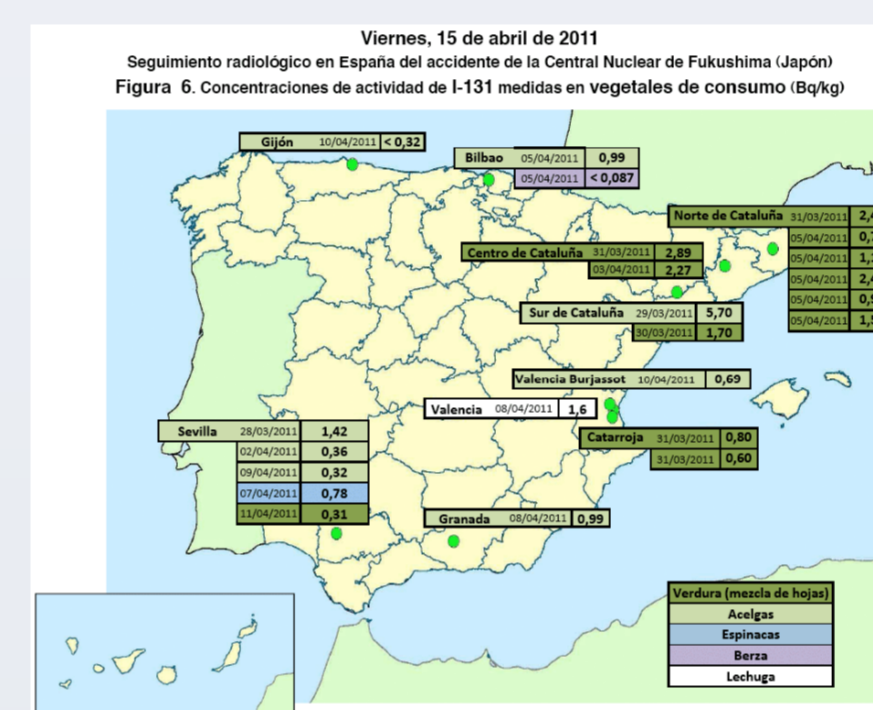 Viernes, 15 de abril de 2011
Seguimiento radiológico en España del accidente de la Central Nuclear de Fukushima (Japón)
Figura 6. Concentraciones de actividad de I-131 medidas en vegetales de consumo (Bq/kg)
Gijón 10/04/2011 < 0,32
Bilbao 05/04/2011 0,99
05/04/2011 < 0,087
Norte de Cataluña 31/03/2011
05/04/2011
05/04/2011
05/04/2011
05/04/2011
05/04/2011
Centro de Cataluña 31/03/2011 2,89
03/04/2011 2,27
Sur de Cataluña 29/03/2011 5,70
30/03/2011 1,70
Valencia Burjassot 10/04/2011 0,69
Valencia 08/04/2011 1,6
Catarroja 31/03/2011 0,80
31/03/2011 0,60
Sevilla 28/03/2011 1,42
02/04/2011 0,36
09/04/2011 0,32
07/04/2011 0,78
11/04/2011 0,31
Granada 08/04/2011 0,99
Verdura (mezcla de hojas)
Acelgas
Espinacas
Berza
Lechuga